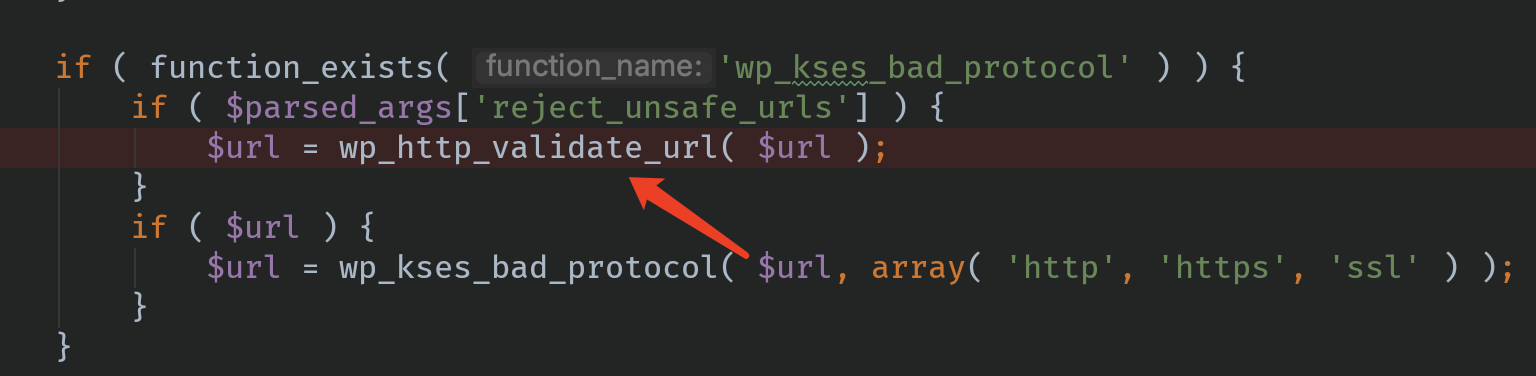 if ( function_exists( function_name: 'wp_kses_bad_protocol' ) ) {
if ( $parsed_args['reject_unsafe_urls'] ) {
$url = wp_http_validate_url( $url );
}
if ( $url ) {
$url = wp_kses_bad_protocol( $url, array( 'http', 'https', 'ssl' ) );
}
}